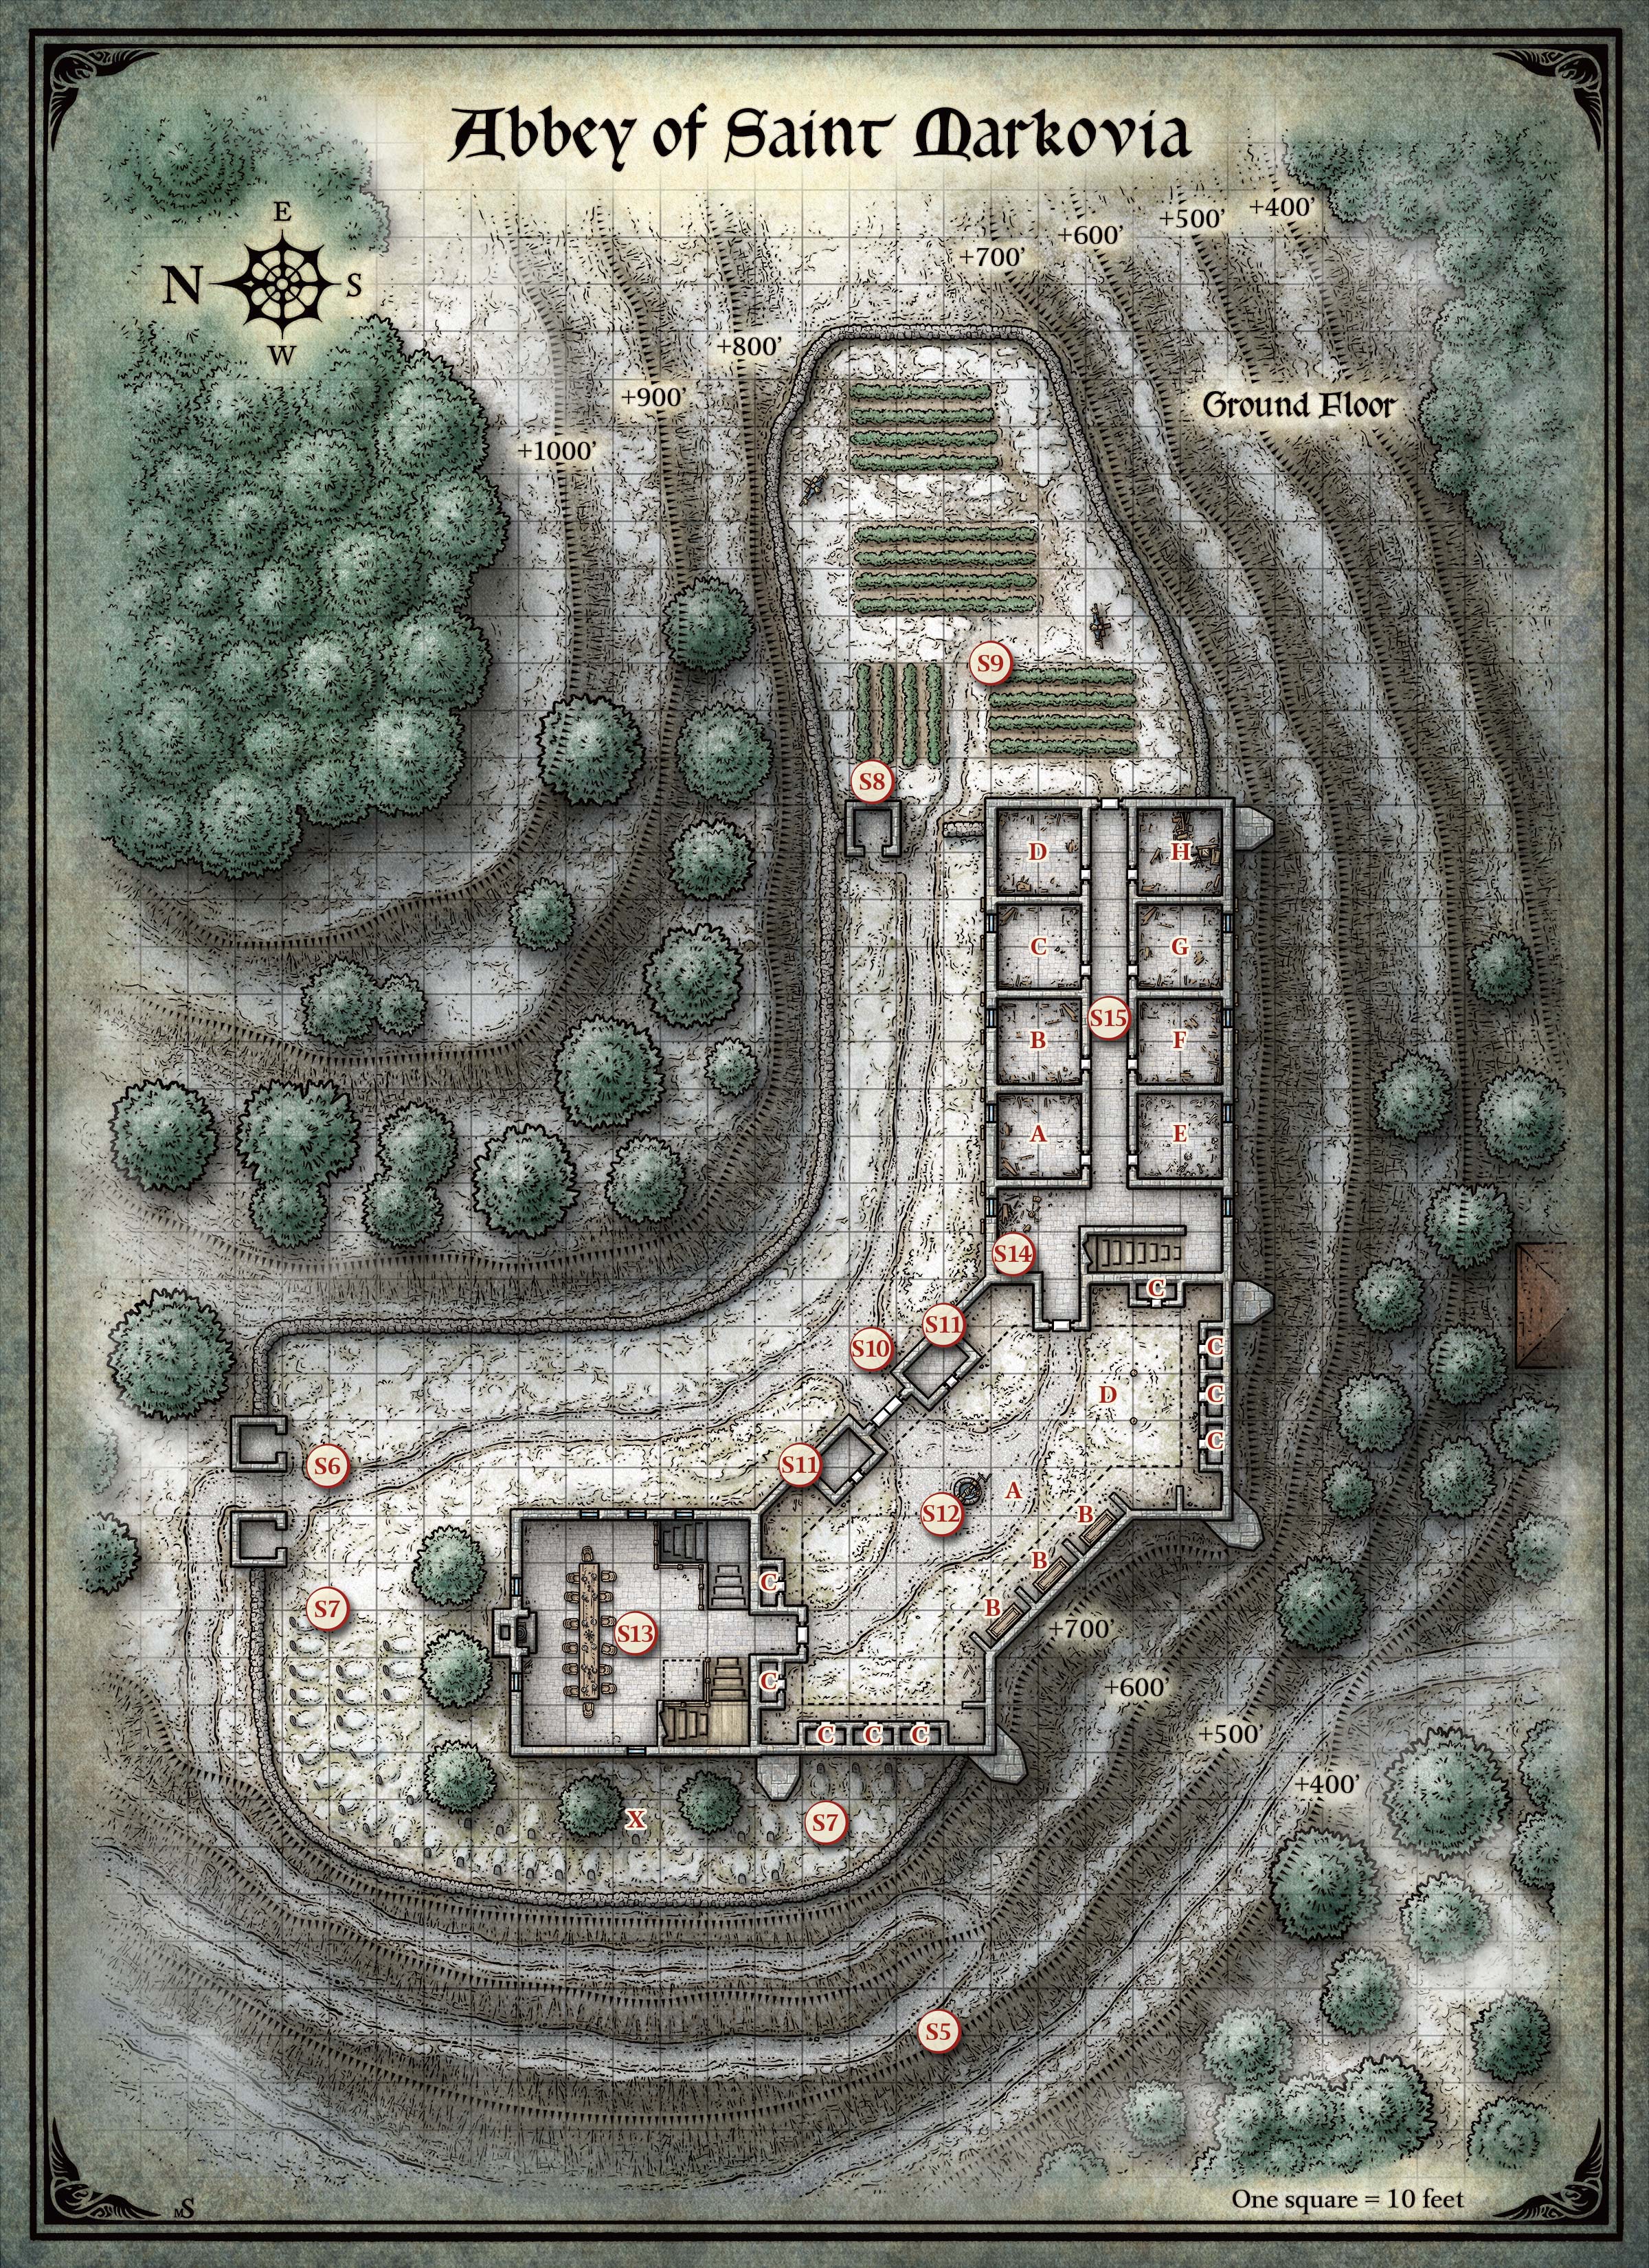 Abbey of Saint Markovia
E
N
S
W
+400'
+500'
+600'
+700'
+800'
+900'
+1000'
Ground Floor
S9
S8
D
H
C
G
B
S15
F
A
E
S14
C
S11
S10
C
D
C
C
S6
S11
A
S12
B
B
C
S7
B
S13
+700'
C
+600'
C
C
C
+500'
+400'
X
S7
S5
One square = 10 feet
MS